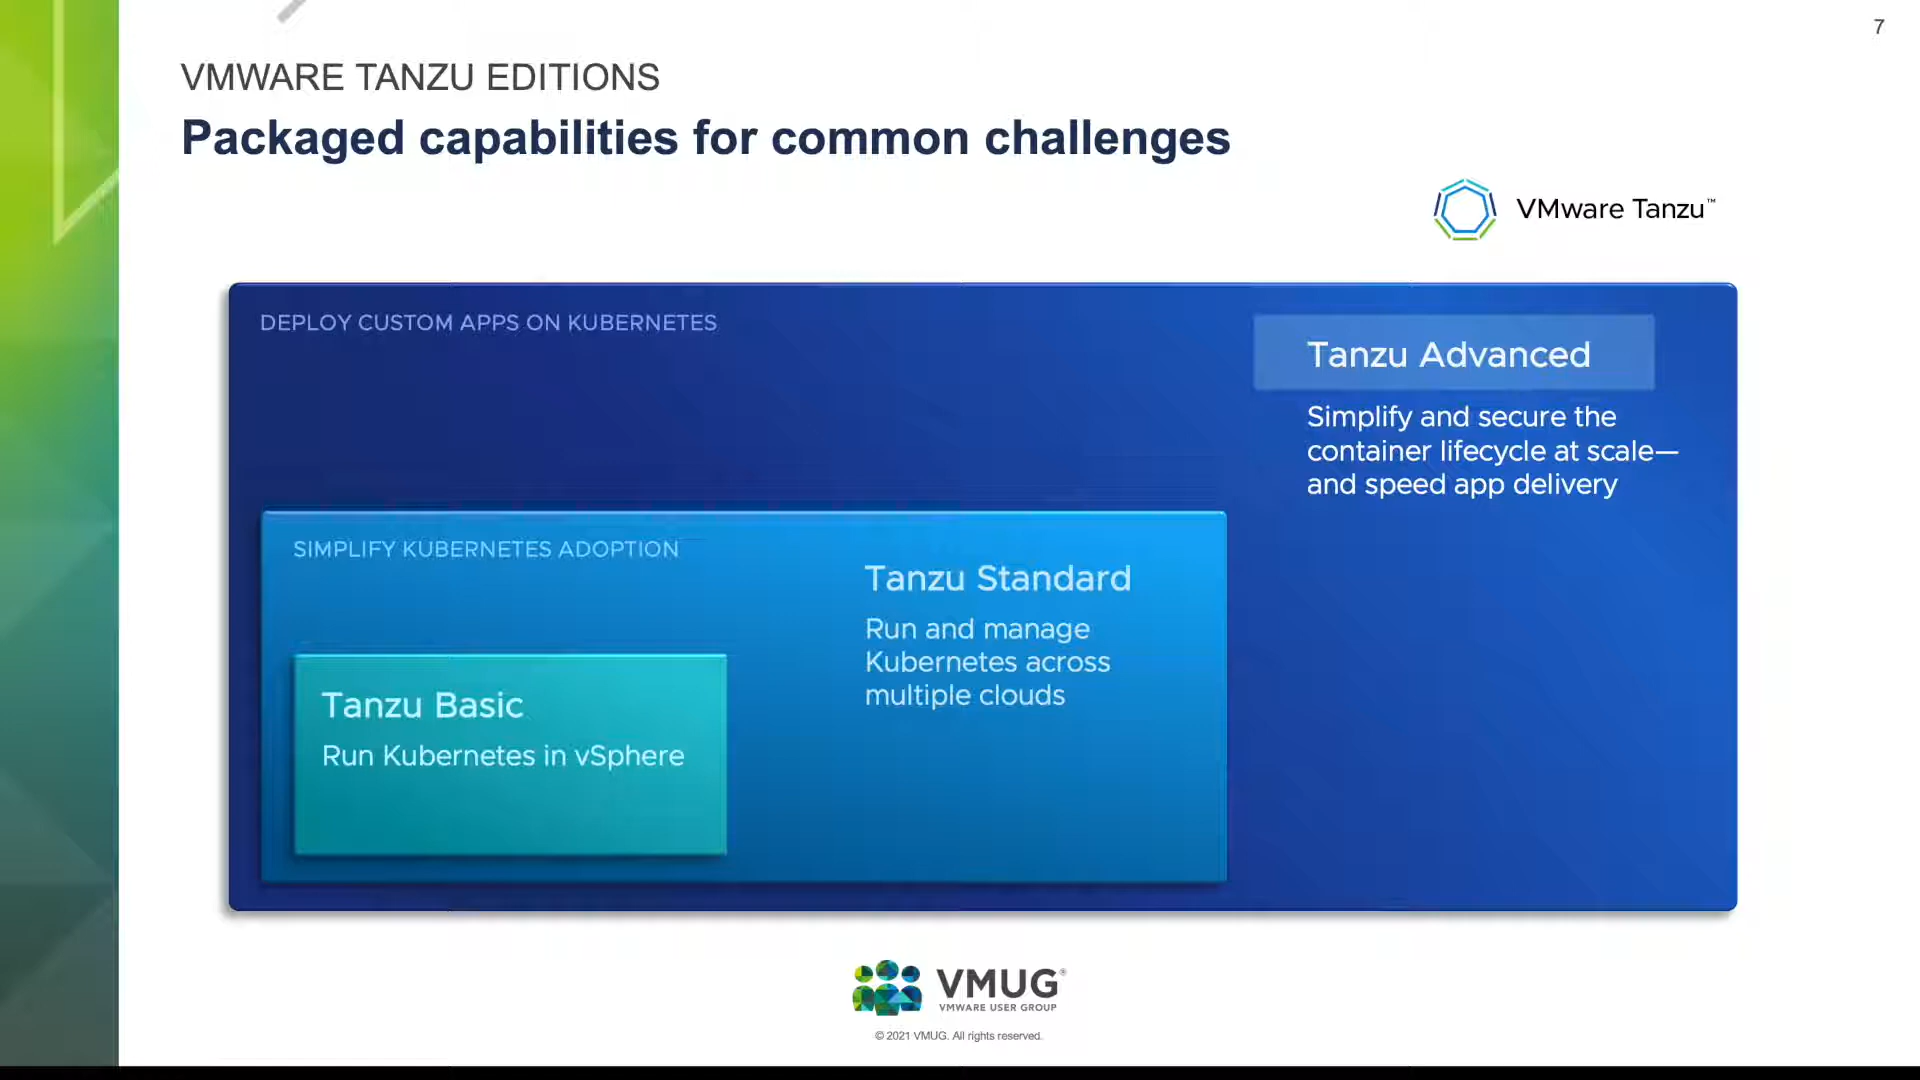 7
VMWARE TANZU EDITIONS
Packaged capabilities for common challenges
VMware Tanzu™
DEPLOY CUSTOM APPS ON KUBERNETES
Tanzu Advanced
Simplify and secure the
container lifecycle at scale—
and speed app delivery
SIMPLIFY KUBERNETES ADOPTION
Tanzu Standard
Run and manage
Kubernetes across
multiple clouds
Tanzu Basic
Run Kubernetes in vSphere
VMUG®
VMWARE USER GROUP
© 2021 VMUG. All rights reserved.